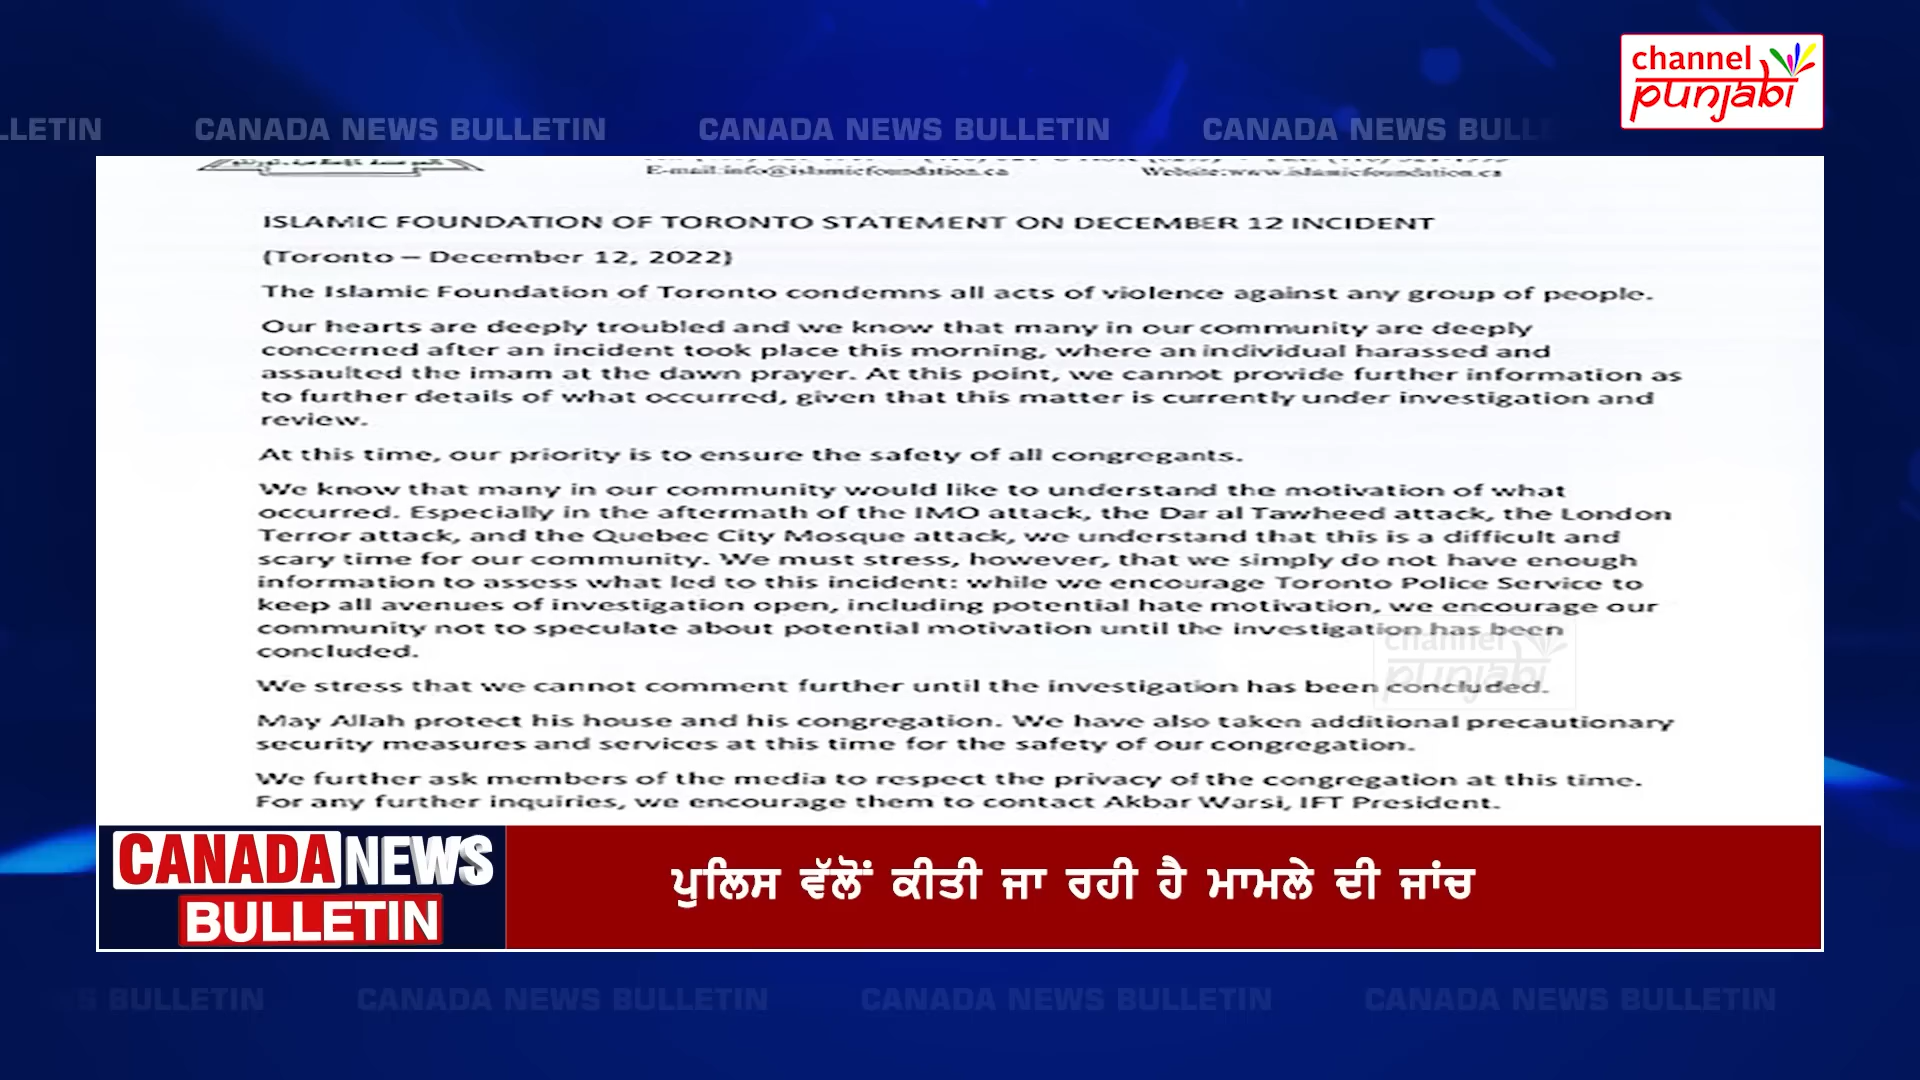 channel
punjabi
LLETIN CANADA NEWS BULLETIN CANADA NEWS BULLETIN CANADA NEWS BULL
E-mail:info@islamicfoundation.ca Website:www.islamicfoundation.ca
ISLAMIC FOUNDATION OF TORONTO STATEMENT ON DECEMBER 12 INCIDENT
(Toronto – December 12, 2022)
The Islamic Foundation of Toronto condemns all acts of violence against any group of people.
Our hearts are deeply troubled and we know that many in our community are deeply
concerned after an incident took place this morning, where an individual harassed and
assaulted the imam at the dawn prayer. At this point, we cannot provide further information as
to further details of what occurred, given that this matter is currently under investigation and
review.
At this time, our priority is to ensure the safety of all congregants.
We know that many in our community would like to understand the motivation of what
occurred. Especially in the aftermath of the IMO attack, the Dar al Tawheed attack, the London
Terror attack, and the Quebec City Mosque attack, we understand that this is a difficult and
scary time for our community. We must stress, however, that we simply do not have enough
information to assess what led to this incident: while we encourage Toronto Police Service to
keep all avenues of investigation open, including potential hate motivation, we encourage our
community not to speculate about potential motivation until the investigation has been
concluded.
channel
punjabi
We stress that we cannot comment further until the investigation has been concluded.
May Allah protect his house and his congregation. We have also taken additional precautionary
security measures and services at this time for the safety of our congregation.
We further ask members of the media to respect the privacy of the congregation at this time.
For any further inquiries, we encourage them to contact Akbar Warsi, IFT President.
CANADA NEWS
BULLETIN
ਪੁਲਿਸ ਵੱਲੋਂ ਕੀਤੀ ਜਾ ਰਹੀ ਹੈ ਮਾਮਲੇ ਦੀ ਜਾਂਚ
BULLETIN CANADA NEWS BULLETIN CANADA NEWS BULLETIN CANADA NEWS BULLETIN